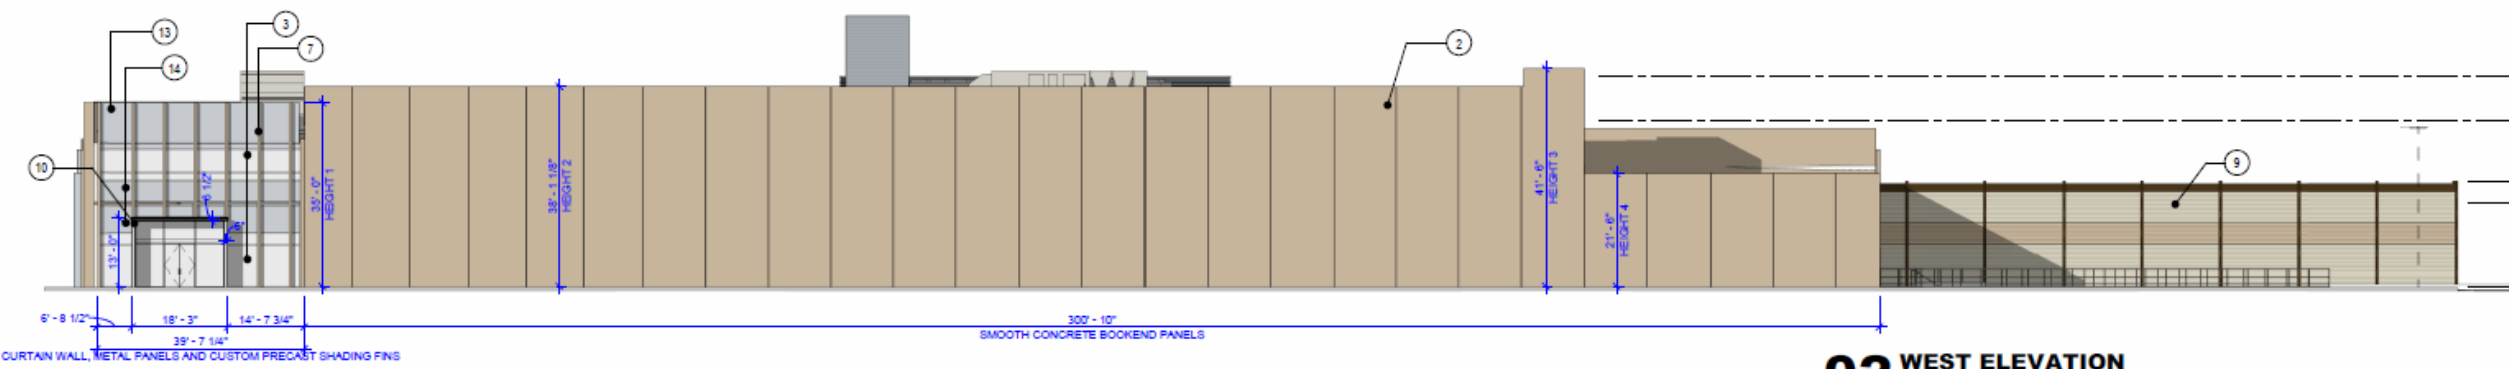 3
13
7
2
14
9
10
6 1/2"
35' - 0"
HEIGHT 1
38' - 1 1/8"
HEIGHT 2
41' - 6"
HEIGHT 3
21' - 6"
HEIGHT 4
13' - 0"
6' - 8 1/2"
18' - 3"
14' - 7 3/4"
300' - 10"
SMOOTH CONCRETE BOOKEND PANELS
39' - 7 1/4"
CURTAIN WALL, METAL PANELS AND CUSTOM PRECAST SHADING FINS
WEST ELEVATION